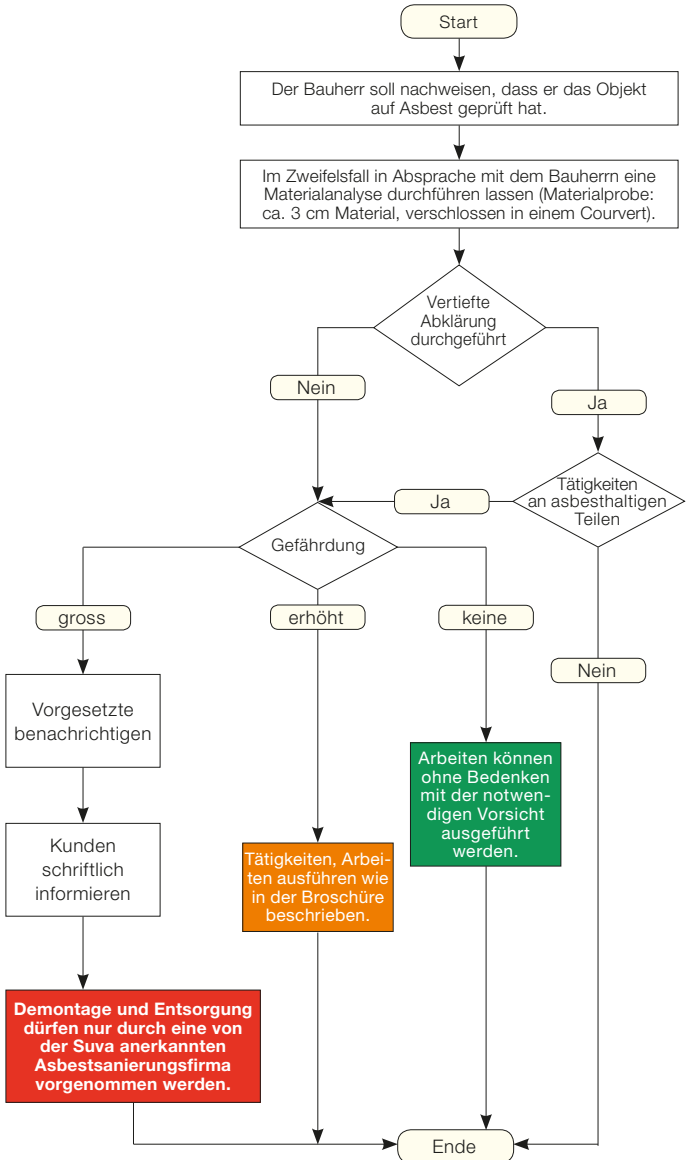 Start
Der Bauherr soll nachweisen, dass er das Objekt
auf Asbest geprüft hat.
Im Zweifelsfall in Absprache mit dem Bauherrn eine
Materialanalyse durchführen lassen (Materialprobe:
ca. 3 cm Material, verschlossen in einem Courvert).
Vertiefte
Abklärung
durchgeführt
Nein
Ja
Tätigkeiten
an asbesthaltigen
Teilen
Ja
Gefährdung
gross
erhöht
keine
Nein
Vorgesetzte
benachrichtigen
Arbeiten können
ohne Bedenken
mit der notwen-
digen Vorsicht
ausgeführt
werden.
Kunden
schriftlich
informieren
Tätigkeiten, Arbei-
ten ausführen wie
in der Broschüre
beschrieben.
Demontage und Entsorgung
dürfen nur durch eine von
der Suva anerkannten
Asbestsanierungsfirma
vorgenommen werden.
Ende